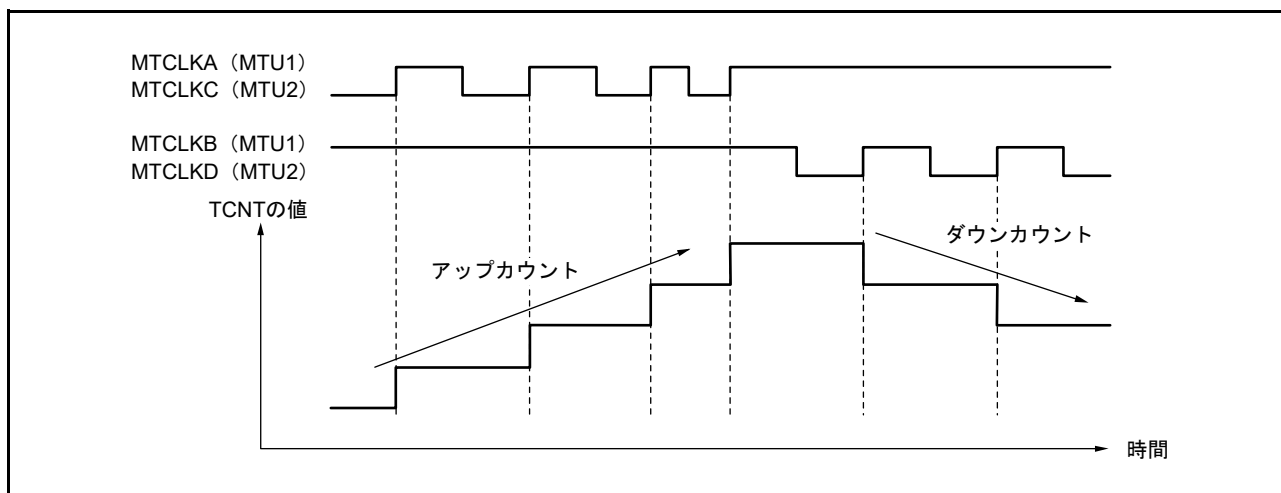 MTCLKA（MTU1）
MTCLKC（MTU2）
MTCLKB（MTU1）
MTCLKD（MTU2）
TCNTの値
アップカウント
ダウンカウント
時間